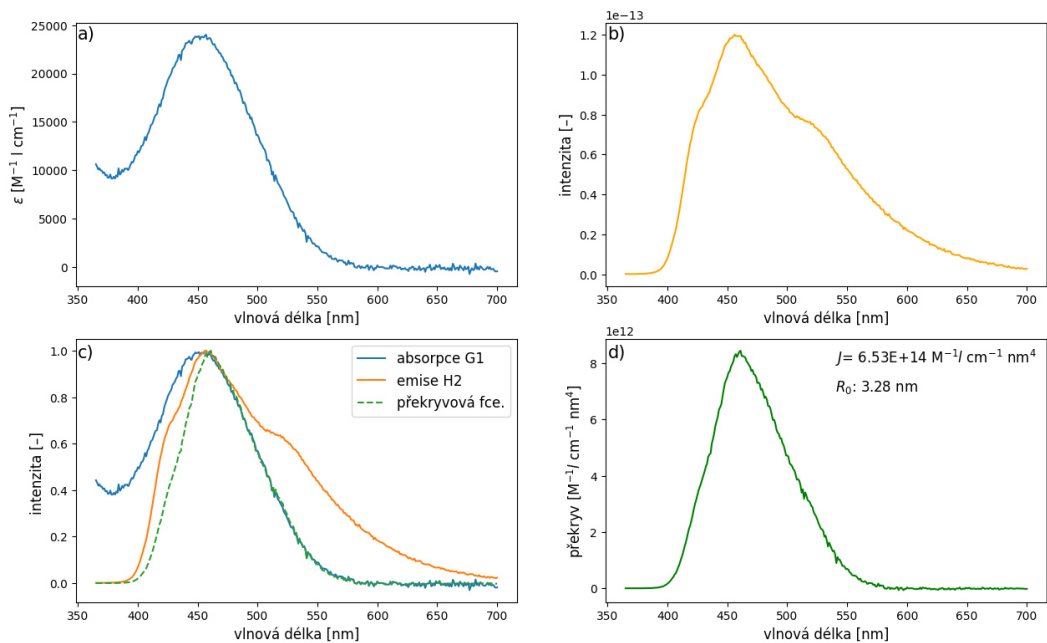 a)
25000
20000
15000
10000
5000
0
ε [M⁻¹ l cm⁻¹]
350 400 450 500 550 600 650 700
vlnová délka [nm]
b)
1e−13
1.2
1.0
0.8
0.6
0.4
0.2
0.0
intenzita [–]
350 400 450 500 550 600 650 700
vlnová délka [nm]
c)
1.0
0.8
0.6
0.4
0.2
0.0
intenzita [–]
absorpce G1
emise H2
překryvová fce.
350 400 450 500 550 600 650 700
vlnová délka [nm]
d)
1e12
8
6
4
2
0
překryv [M⁻¹l cm⁻¹ nm⁴]
J= 6.53E+14 M⁻¹l cm⁻¹ nm⁴
R₀: 3.28 nm
350 400 450 500 550 600 650 700
vlnová délka [nm]